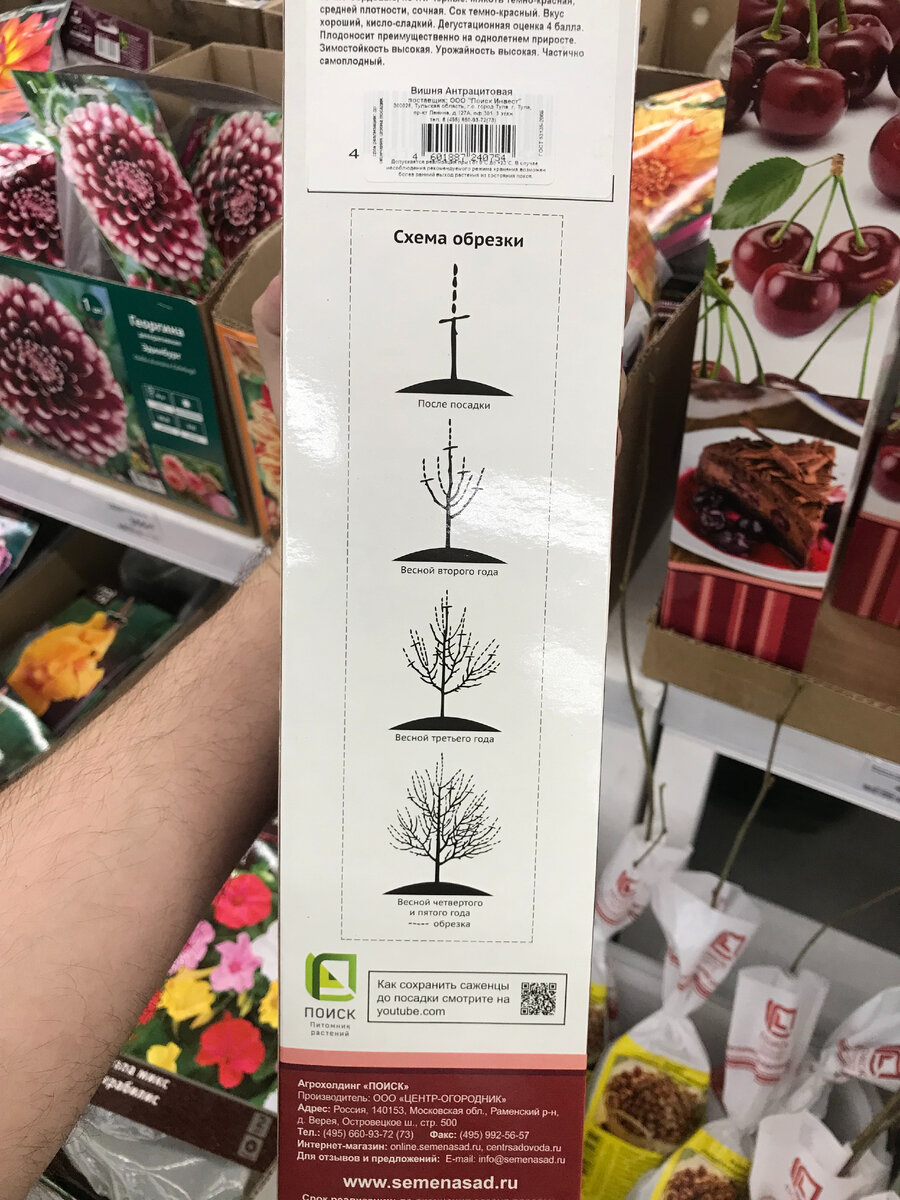 средней плотности, сочная. Сок темно-красный. Вкус
хороший, кисло-сладкий. Дегустационная оценка 4 балла.
Плодоносит преимущественно на однолетнем приросте.
Зимостойкость высокая. Урожайность высокая. Частично
самоплодный.
Вишня Антрацитовая
поставщик: ООО "Поиск Инвест"
4
4 601887 240754
Схема обрезки
После посадки
Весной второго года
Весной третьего года
Весной четвертого
и пятого года
обрезка
ПОИСК
Питомник
растений
Как сохранить саженцы
до посадки смотрите на
youtube.com
Агрохолдинг «ПОИСК»
Производитель: ООО «ЦЕНТР-ОГОРОДНИК»
Адрес: Россия, 140153, Московская обл., Раменский р-н,
д. Верея, Островецкое ш., стр. 500
Тел.: (495) 660-93-72 (73) Факс: (495) 992-56-57
Интернет-магазин: online.semenasad.ru, centrsadovoda.ru
Для отзывов и предложений: E-mail: info@semenasad.ru
www.semenasad.ru
Георгина